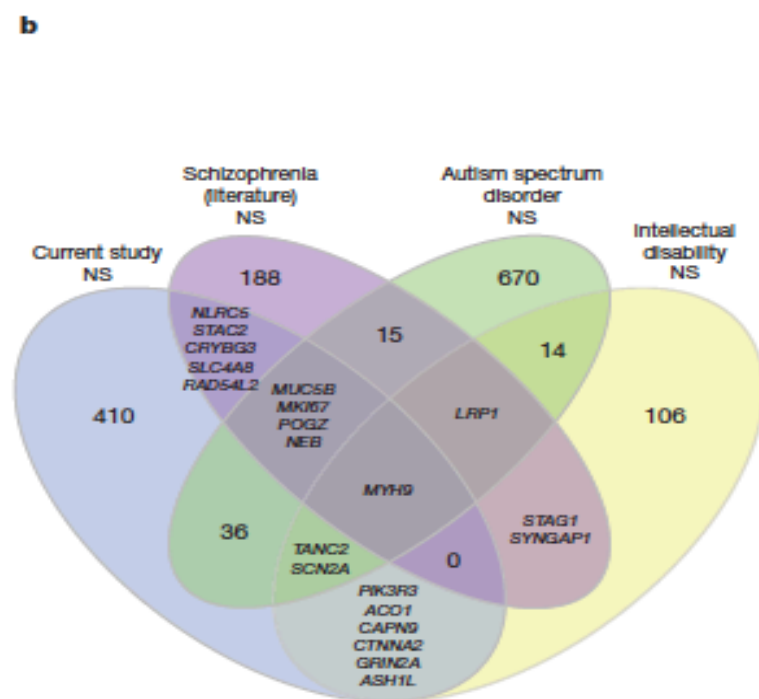 b
Schizophrenia
(literature)
NS
Autism spectrum
disorder
NS
Current study
NS
Intellectual
disability
NS
188
670
NLRC5
STAC2
CRYBG3
SLC4A8
RAD54L2
15
14
410
MUC5B
MKI67
POGZ
NEB
LRP1
106
MYH9
36
TANC2
SCN2A
0
STAG1
SYNGAP1
PIK3R3
ACO1
CAPN9
CTNNA2
GRIN2A
ASH1L